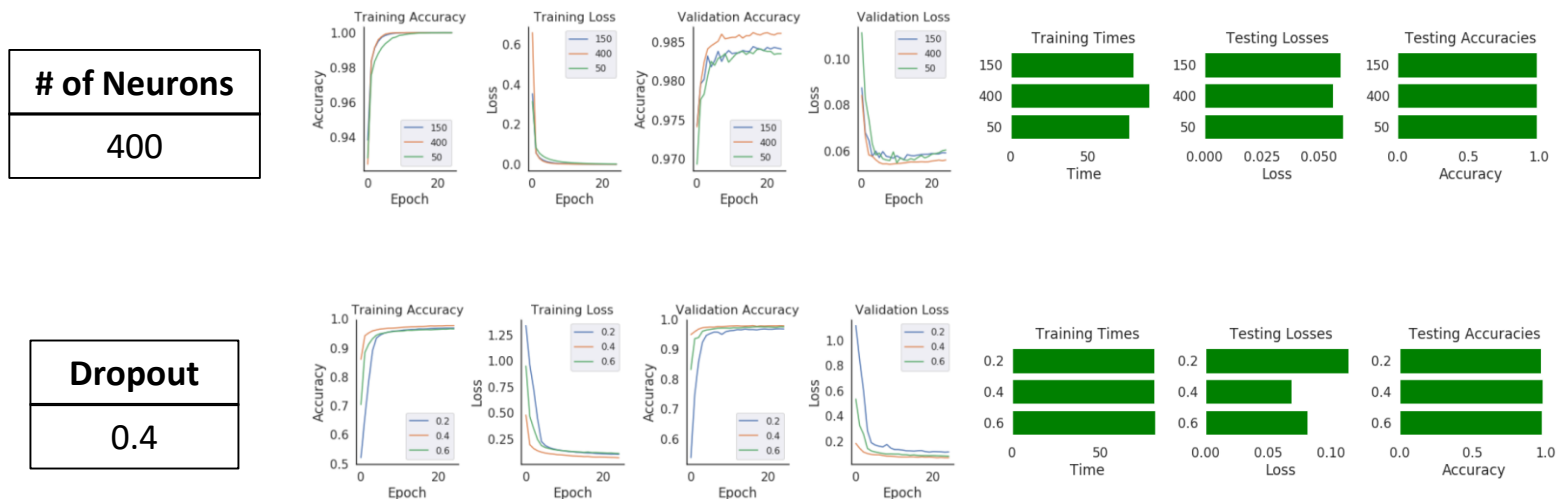 # of Neurons
400
Training Accuracy
1.00
0.98
0.96
0.94
Accuracy
150
400
50
0
20
Epoch
Training Loss
0.6
0.4
0.2
0.0
Loss
150
400
50
0
20
Epoch
Validation Accuracy
0.985
0.980
0.975
0.970
Accuracy
150
400
50
0
20
Epoch
Validation Loss
0.10
0.08
0.06
Loss
150
400
50
0
20
Epoch
Training Times
150
400
50
0
50
Time
Testing Losses
150
400
50
0.000
0.025
0.050
Loss
Testing Accuracies
150
400
50
0.0
0.5
1.0
Accuracy
Dropout
0.4
Training Accuracy
1.0
0.9
0.8
0.7
0.6
0.5
Accuracy
0.2
0.4
0.6
0
20
Epoch
Training Loss
1.25
1.00
0.75
0.50
0.25
Loss
0.2
0.4
0.6
0
20
Epoch
Validation Accuracy
1.0
0.9
0.8
0.7
0.6
Accuracy
0.2
0.4
0.6
0
20
Epoch
Validation Loss
1.0
0.8
0.6
0.4
0.2
Loss
0.2
0.4
0.6
0
20
Epoch
Training Times
0.2
0.4
0.6
0
50
Time
Testing Losses
0.2
0.4
0.6
0.00
0.05
0.10
Loss
Testing Accuracies
0.2
0.4
0.6
0.0
0.5
1.0
Accuracy